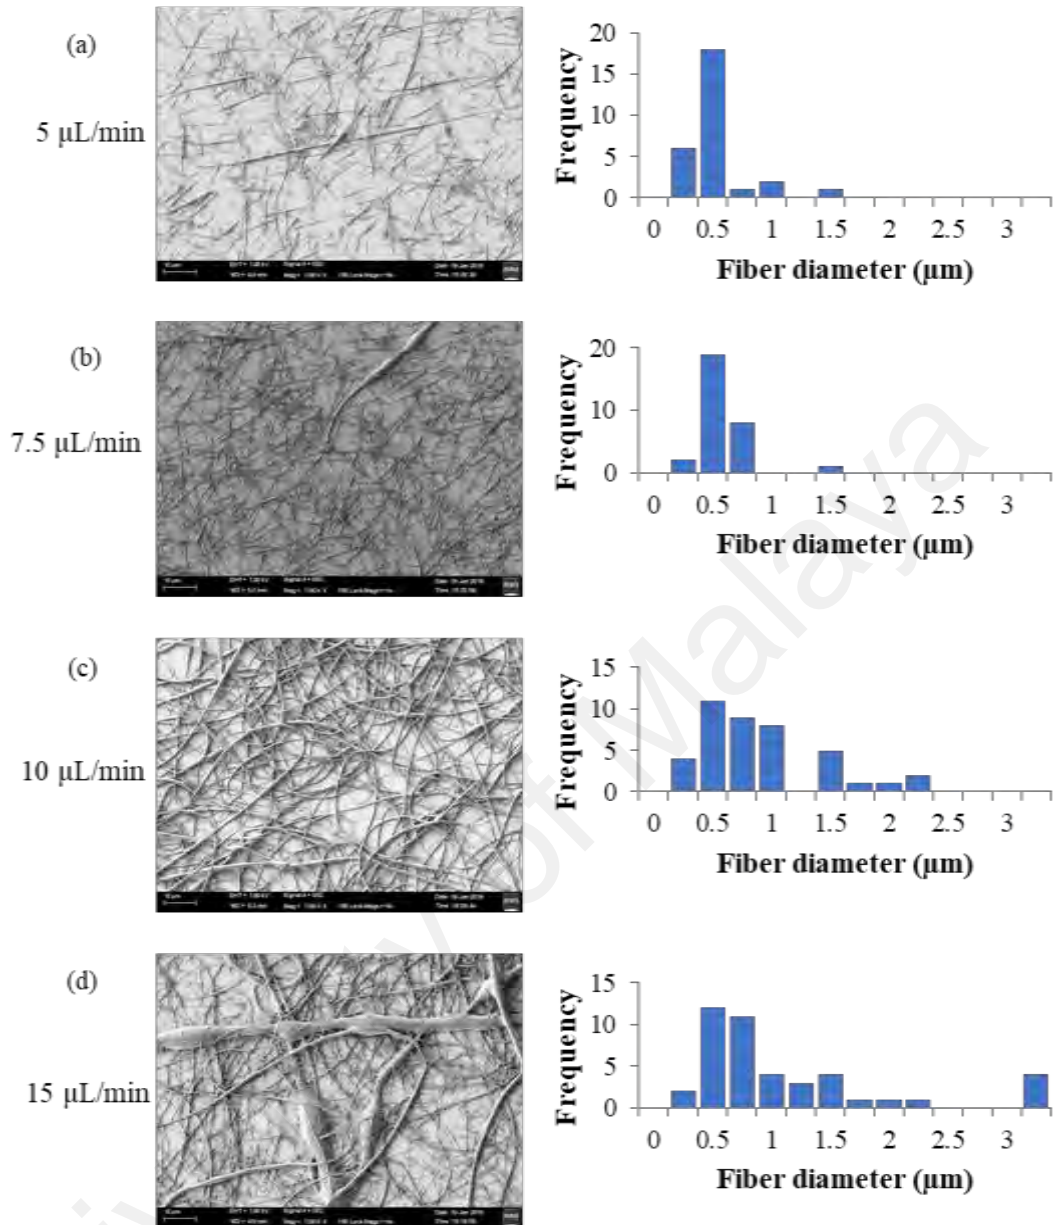 (a)
5 μL/min
20
15
10
5
0
Frequency
0 0.5 1 1.5 2 2.5 3
Fiber diameter (μm)
(b)
7.5 μL/min
20
10
0
Frequency
0 0.5 1 1.5 2 2.5 3
Fiber diameter (μm)
(c)
10 μL/min
15
10
5
0
Frequency
0 0.5 1 1.5 2 2.5 3
Fiber diameter (μm)
(d)
15 μL/min
15
10
5
0
Frequency
0 0.5 1 1.5 2 2.5 3
Fiber diameter (μm)
of Malaya